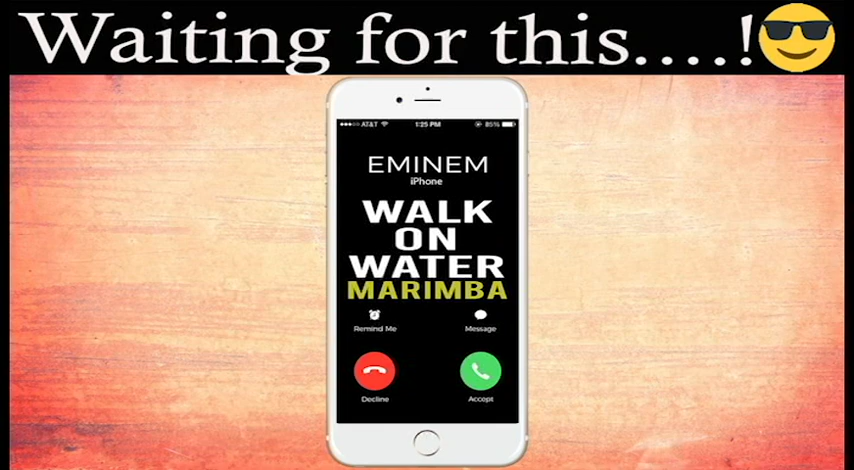 Waiting for this....!😎
AT&T 1:25 PM 85%
EMINEM
iPhone
WALK
ON
WATER
MARIMBA
Remind Me Message
Decline Accept